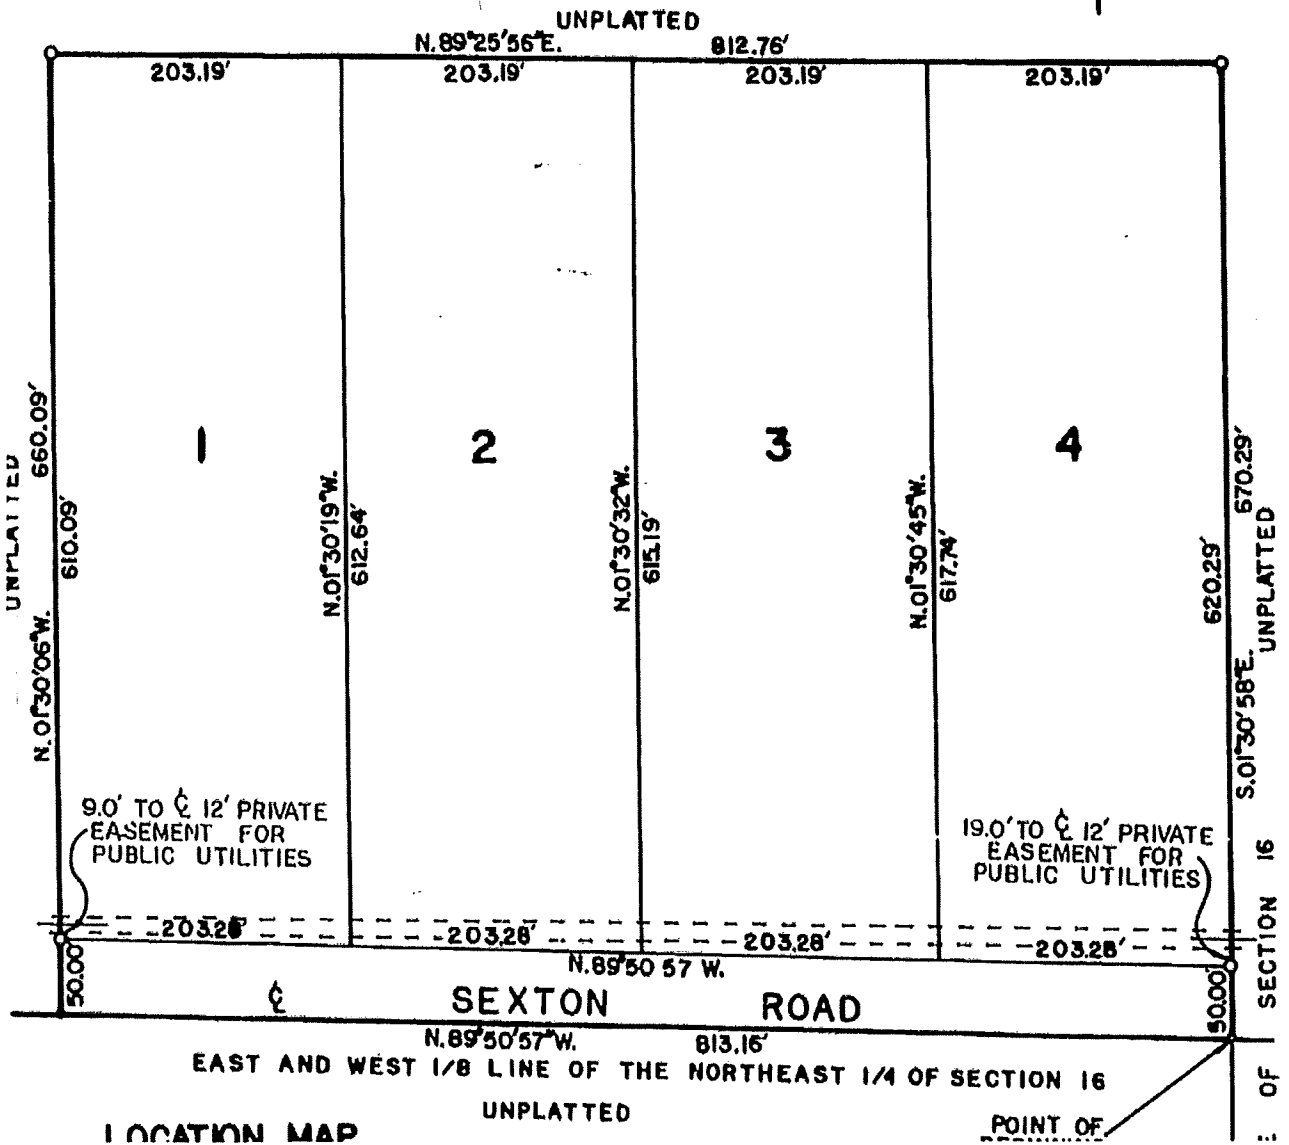 UNPLATTED
N.89°25'56"E. 812.76'
203.19' 203.19' 203.19' 203.19'
1 2 3 4
UNPLATTED
660.09'
610.09'
N.01°30'06"W.
N.01°30'19"W.
612.64'
N.01°30'32"W.
615.19'
N.01°30'45"W.
617.74'
620.29'
670.29'
S.01°30'58"E.
UNPLATTED
9.0' TO ℄ 12' PRIVATE
EASEMENT FOR
PUBLIC UTILITIES
19.0' TO ℄ 12' PRIVATE
EASEMENT FOR
PUBLIC UTILITIES
203.28' 203.28' 203.28' 203.28'
N.89°50 57 W.
50.00'
℄ SEXTON ROAD
50.00'
N.89°50'57"W. 813.16'
EAST AND WEST 1/8 LINE OF THE NORTHEAST 1/4 OF SECTION 16
UNPLATTED
OF SECTION 16
LOCATION MAP
POINT OF